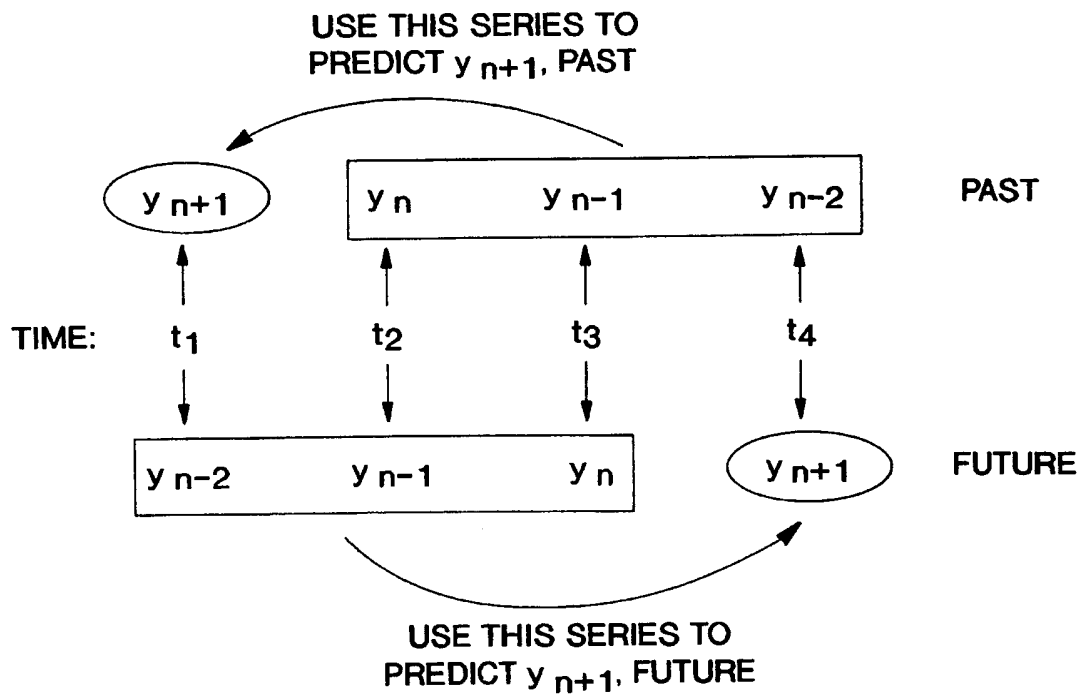 USE THIS SERIES TO
PREDICT y n+1, PAST
y n+1 y n y n-1 y n-2 PAST
TIME: t1 t2 t3 t4
y n-2 y n-1 y n y n+1 FUTURE
USE THIS SERIES TO
PREDICT y n+1, FUTURE